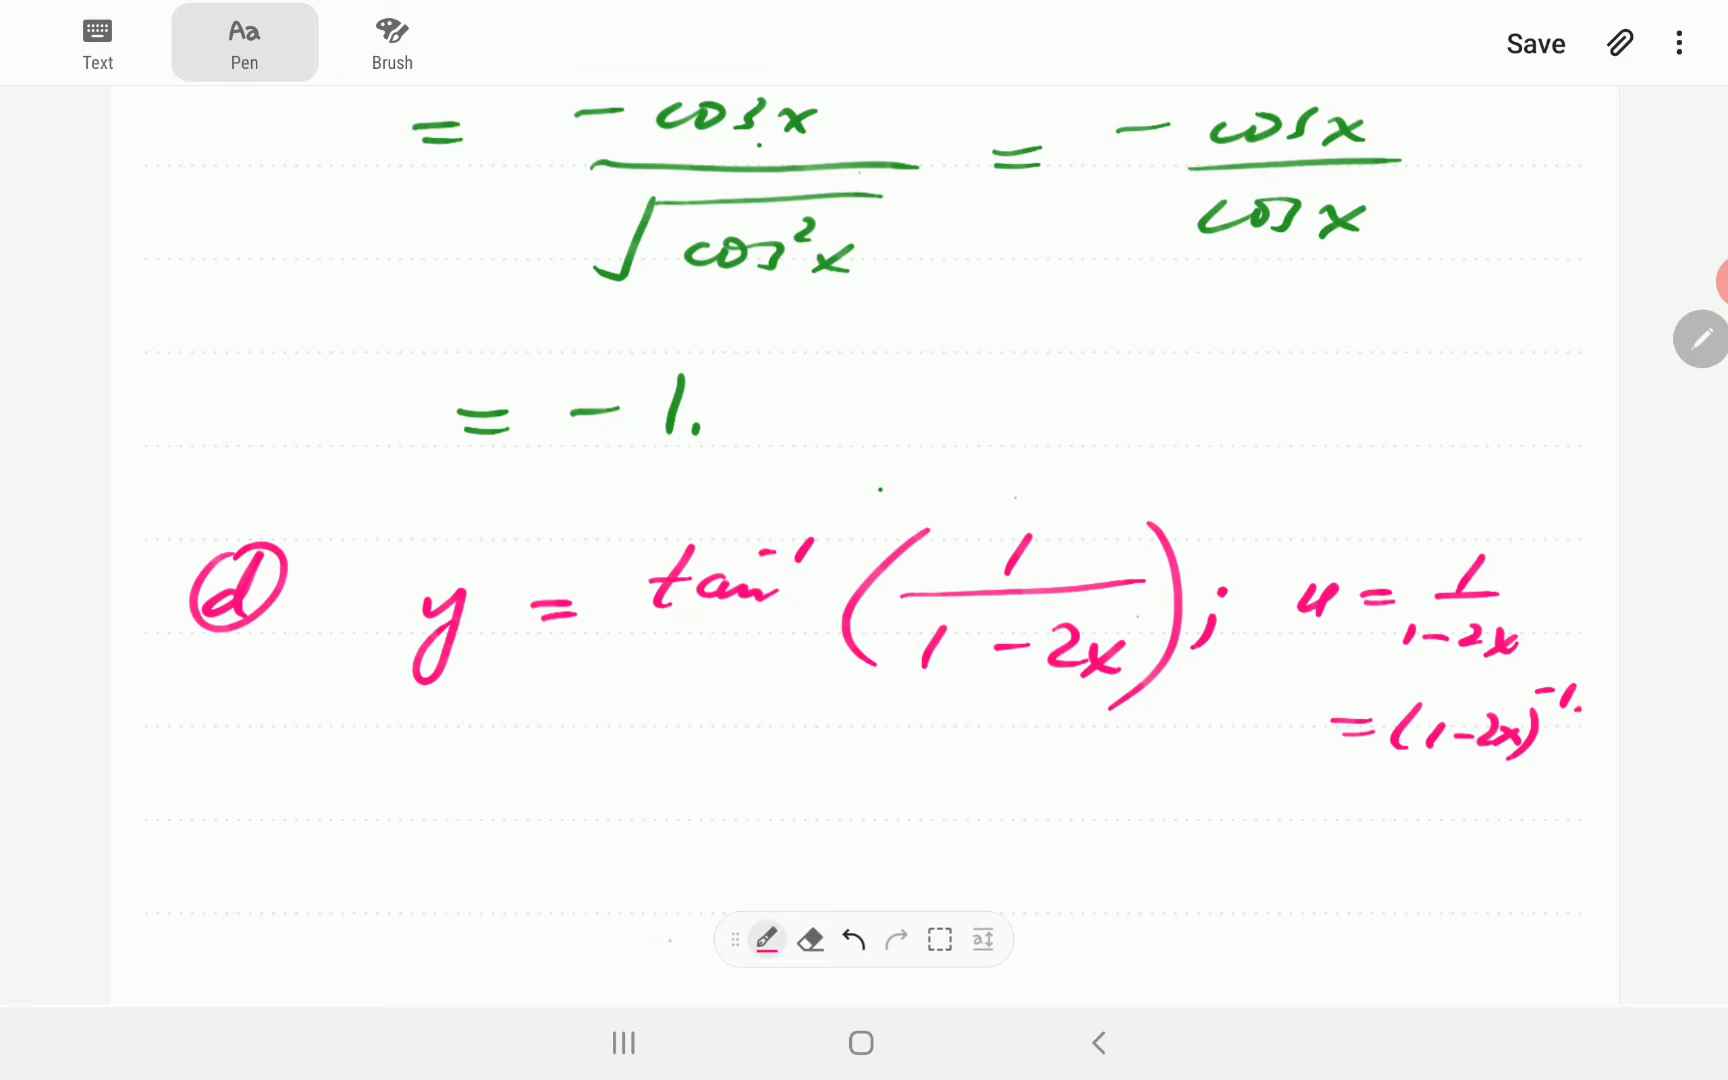 Text Aa Pen Brush Save
= - cos x / √cos²x = - cos x / cos x
= - 1.
ⓓ y = tan⁻¹ (1 / 1 - 2x) ; u = 1 / 1 - 2x
= (1 - 2x)⁻¹.